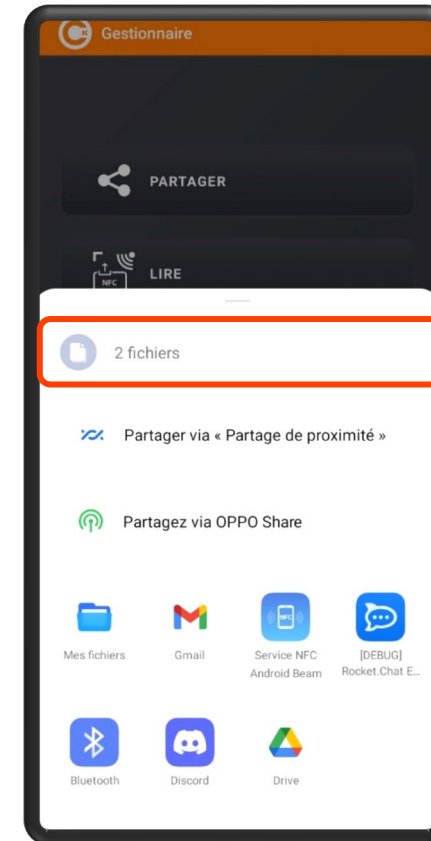 Gestionnaire
PARTAGER
NFC
LIRE
2 fichiers
Partager via « Partage de proximité »
Partagez via OPPO Share
NFC
Mes fichiers
Gmail
Service NFC
Android Beam
[DEBUG]
Rocket.Chat E...
Bluetooth
Discord
Drive